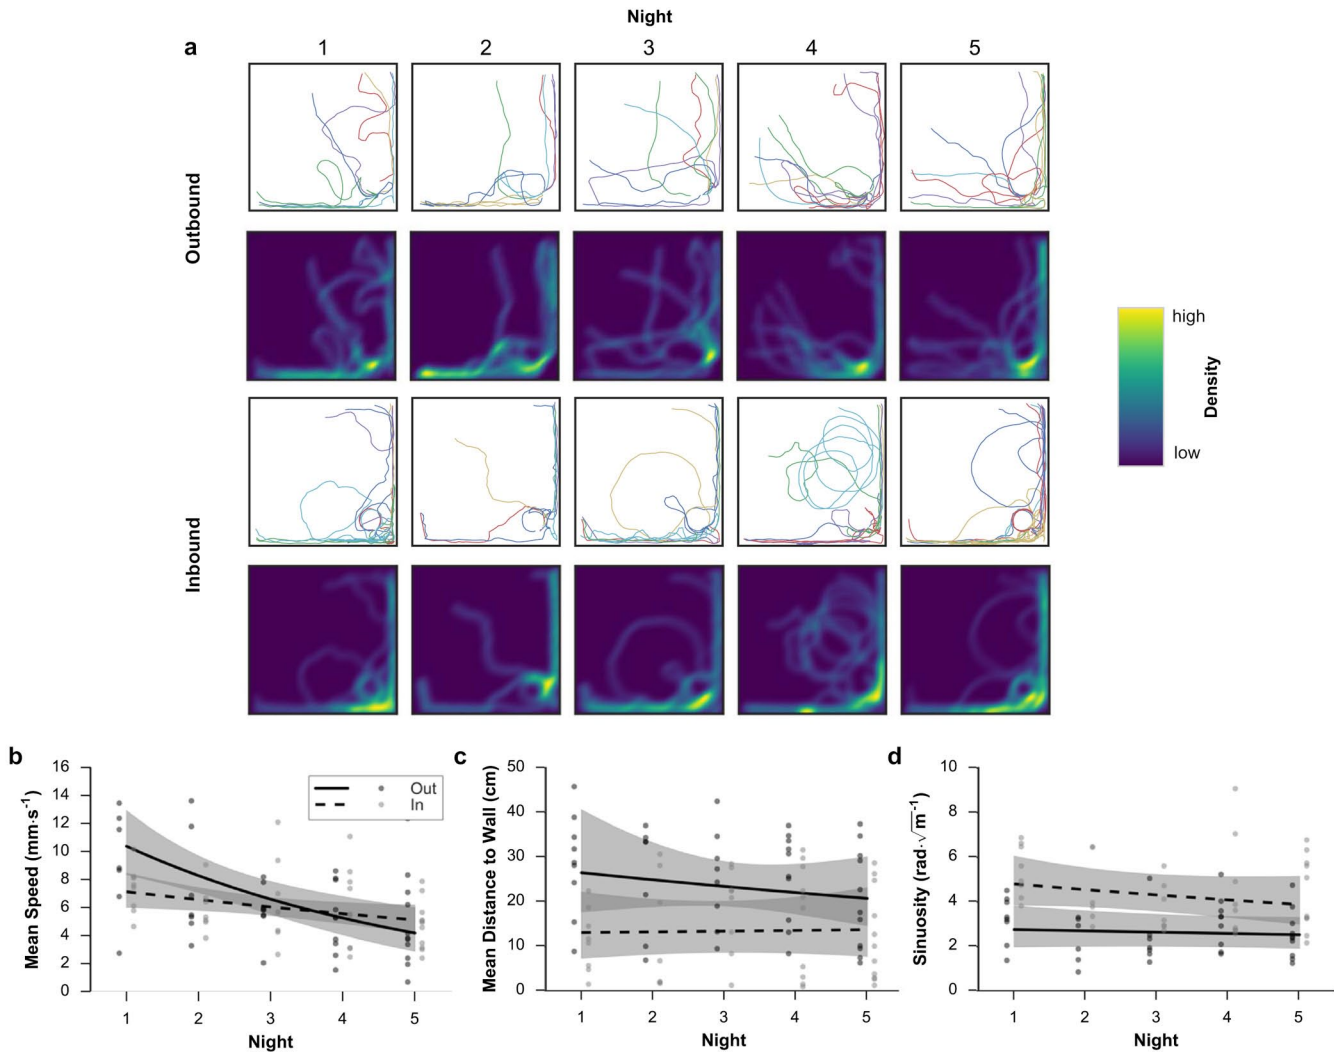 Night
a
1 2 3 4 5
Outbound
high
Density
low
Inbound
b
16
14
12
10
8
6
4
2
0
Mean Speed (mm·s⁻¹)
Out
In
1 2 3 4 5
Night
c
50
40
30
20
10
0
Mean Distance to Wall (cm)
1 2 3 4 5
Night
d
10
8
6
4
2
0
Sinuosity (rad·√m⁻¹)
1 2 3 4 5
Night